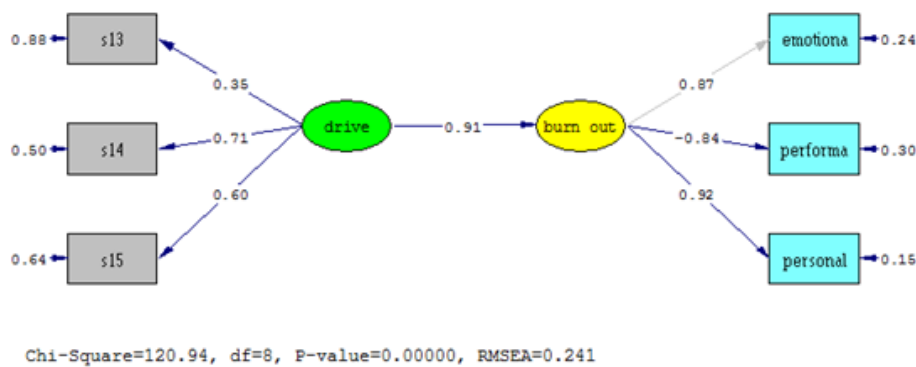 0.88 s13 emotiona 0.24
0.35 0.87
drive 0.91 burn out
0.50 s14 0.71 -0.84 performa 0.30
0.60 0.92
0.64 s15 personal 0.15
Chi-Square=120.94, df=8, P-value=0.00000, RMSEA=0.241